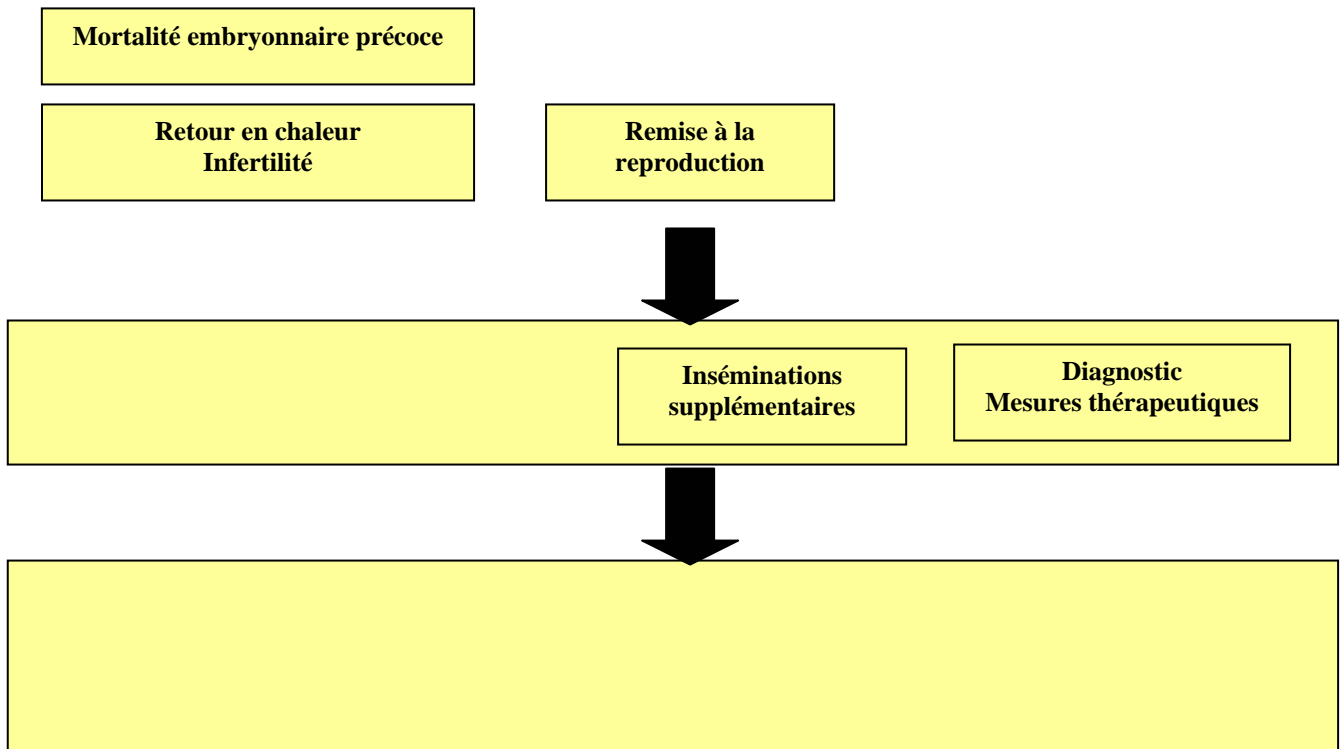 Mortalité embryonnaire précoce
Retour en chaleur
Infertilité
Remise à la
reproduction
Inséminations
supplémentaires
Diagnostic
Mesures thérapeutiques